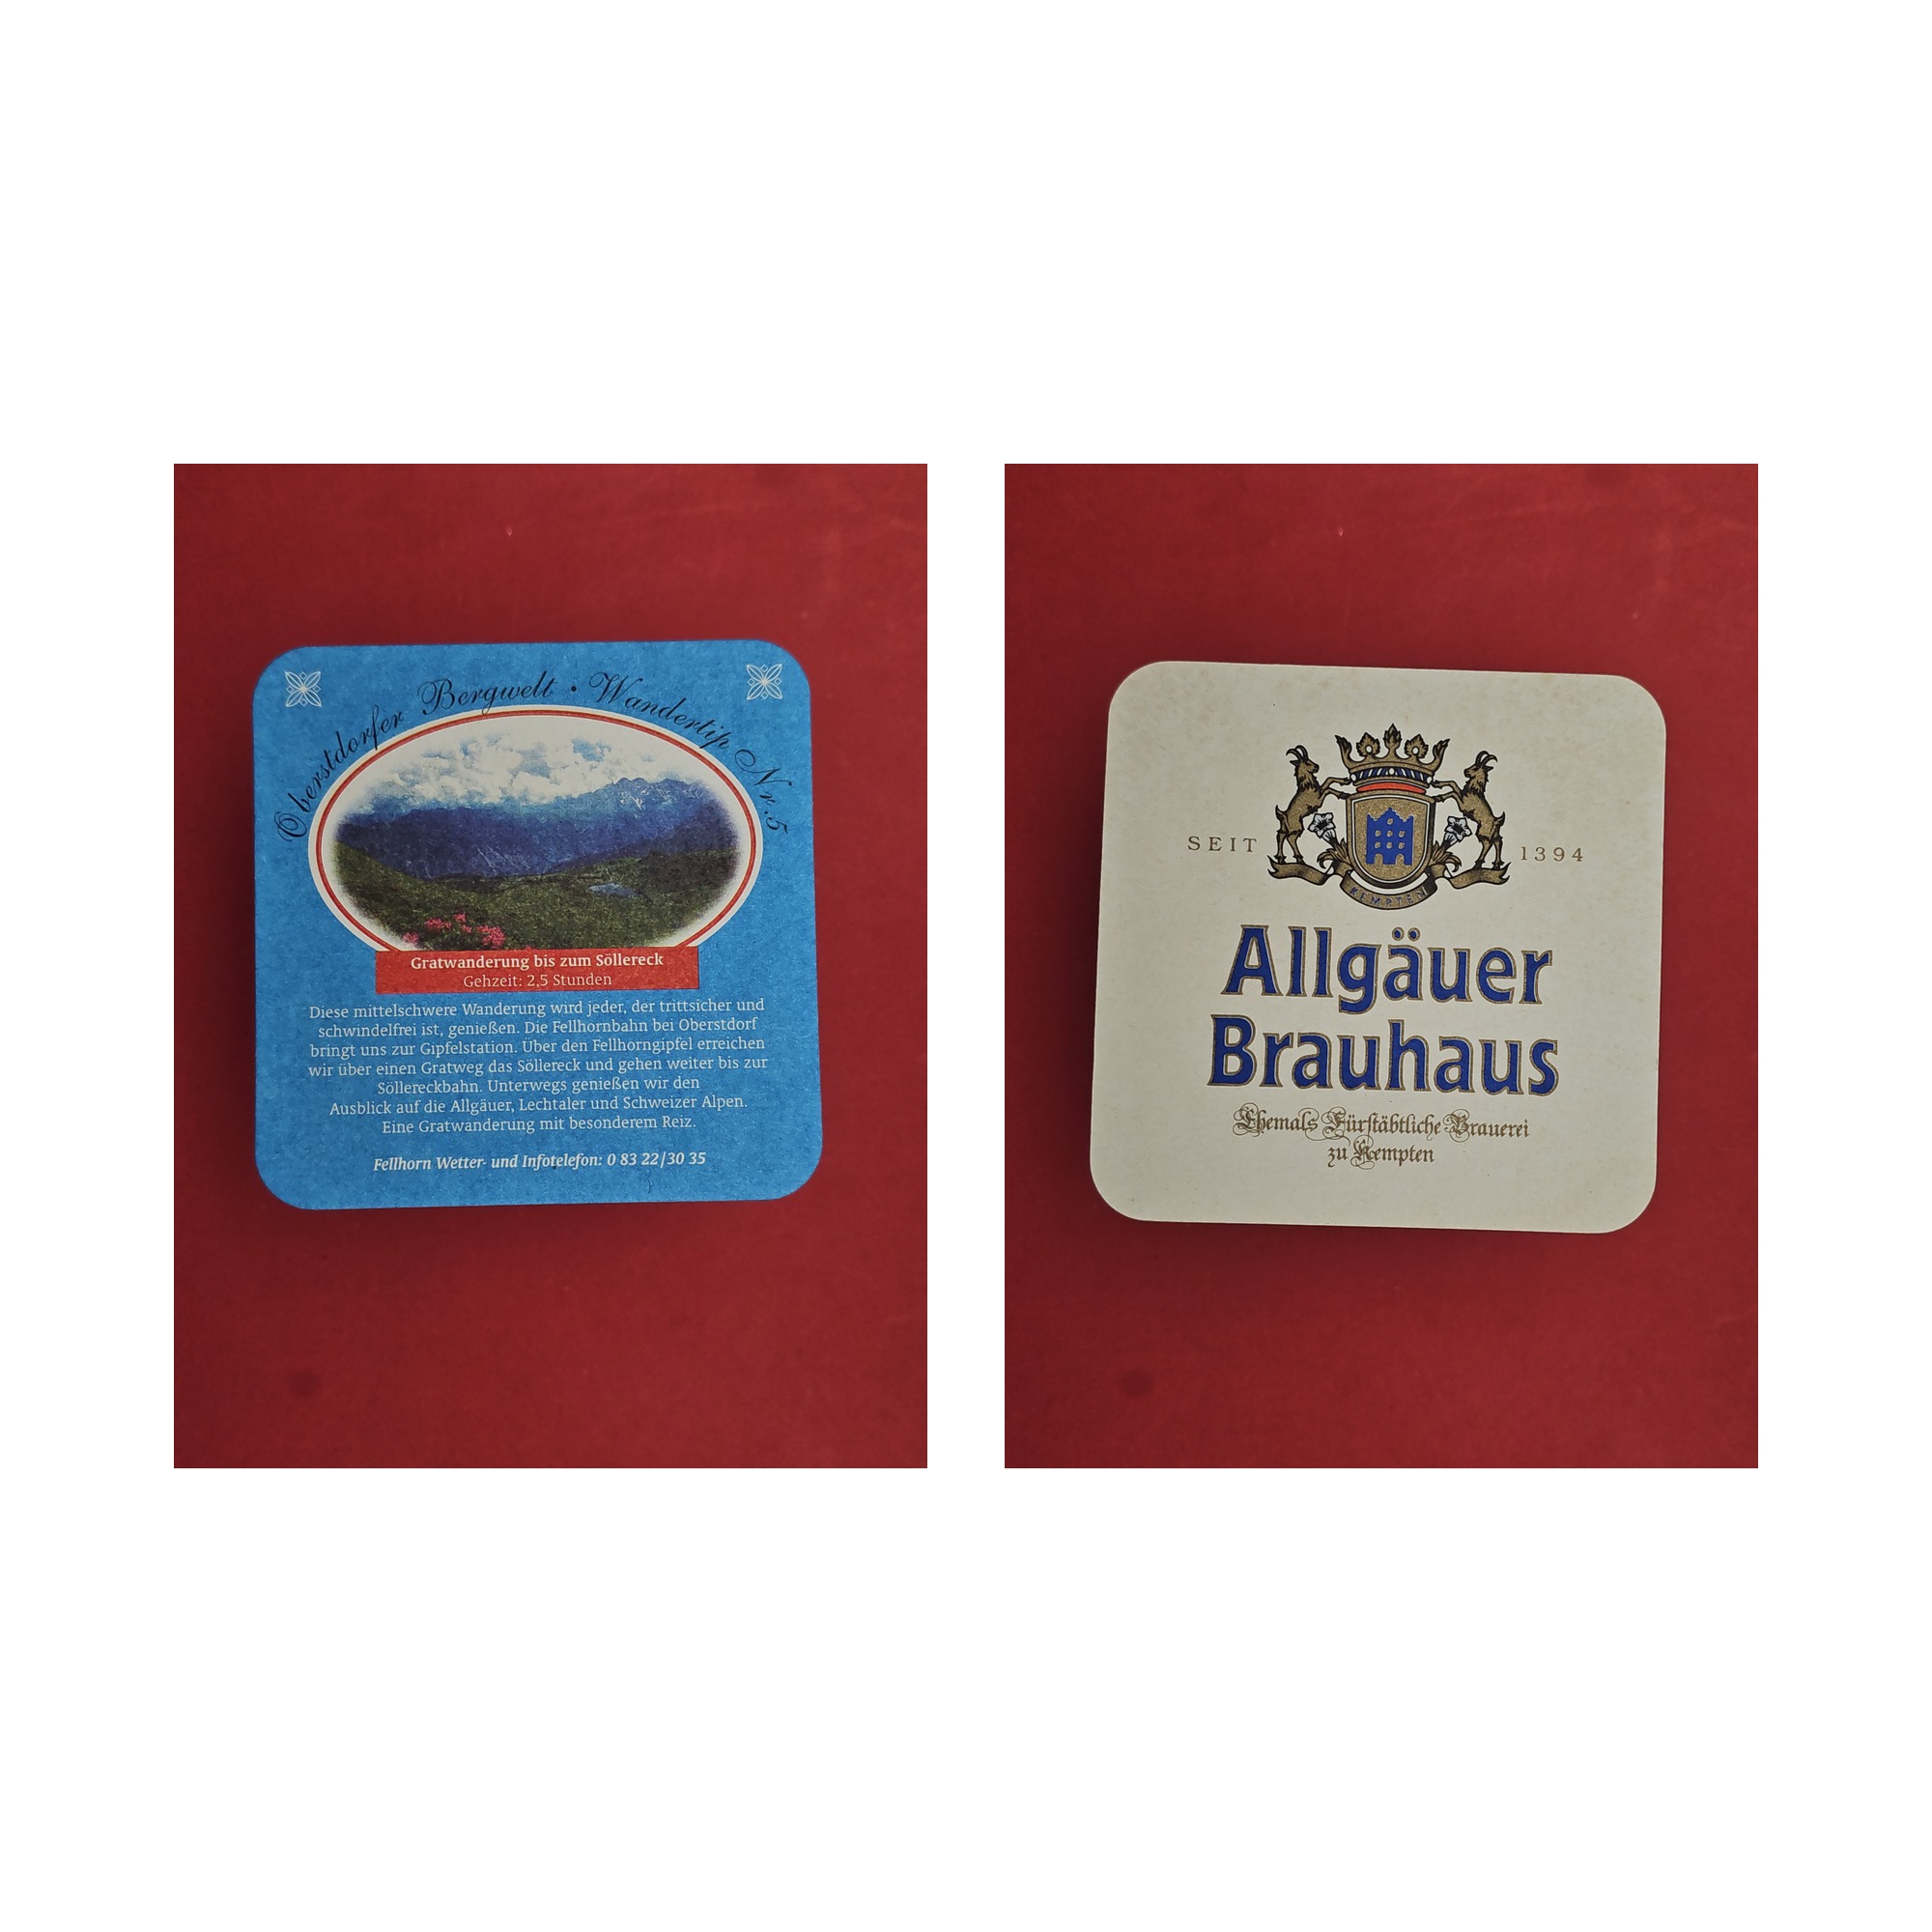 Oberstdorfer Bergwelt • Wandertip Nr. 5
Gratwanderung bis zum Söllereck
Gehzeit: 2,5 Stunden
Diese mittelschwere Wanderung wird jeder, der trittsicher und
schwindelfrei ist, genießen. Die Fellhornbahn bei Oberstdorf
bringt uns zur Gipfelstation. Über den Fellhorngipfel erreichen
wir über einen Gratweg das Söllereck und gehen weiter bis zur
Söllereckbahn. Unterwegs genießen wir den
Ausblick auf die Allgäuer, Lechtaler und Schweizer Alpen.
Eine Gratwanderung mit besonderem Reiz.
Fellhorn Wetter- und Infotelefon: 0 83 22/30 35
SEIT 1394
KEMPTEN
Allgäuer
Brauhaus
Ehemals Fürstäbtliche Brauerei
zu Kempten